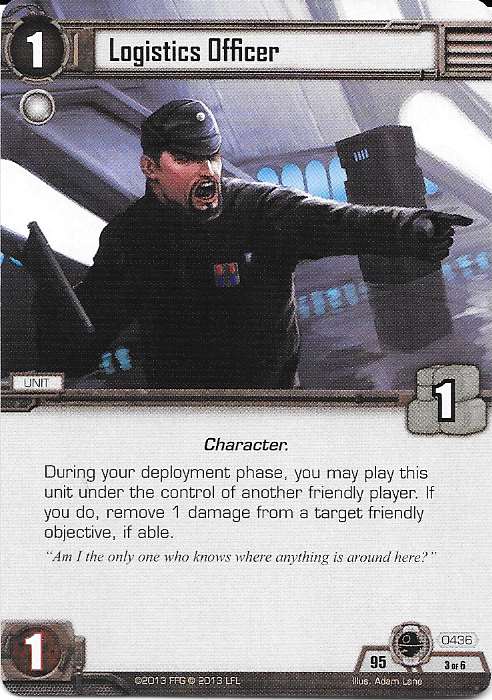 1
Logistics Officer
UNIT
1
Character.
During your deployment phase, you may play this
unit under the control of another friendly player. If
you do, remove 1 damage from a target friendly
objective, if able.
“Am I the only one who knows where anything is around here?”
1
©2013 FFG © 2013 LFL
Illus. Adam Lane
95
0436
3 OF 6